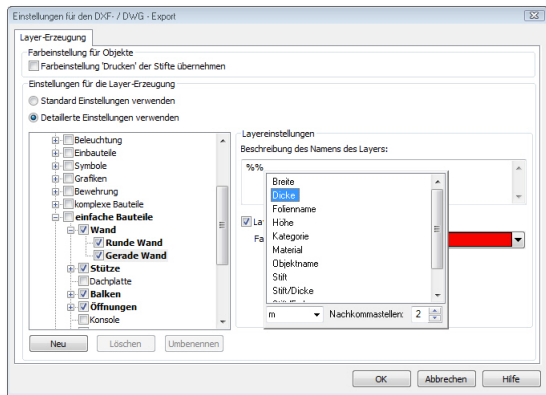 Einstellungen für den DXF- / DWG - Export
Layer-Erzeugung
Farbeinstellung für Objekte
Farbeinstellung 'Drucken' der Stifte übernehmen
Einstellungen für die Layer-Erzeugung
Standard Einstellungen verwenden
Detaillerte Einstellungen verwenden
Beleuchtung
Einbauteile
Symbole
Grafiken
Bewehrung
komplexe Bauteile
einfache Bauteile
Wand
Runde Wand
Gerade Wand
Stütze
Dachplatte
Balken
Öffnungen
Konsole
Layereinstellungen
Beschreibung des Namens des Layers:
%%
Breite
Dicke
Folienname
Höhe
Kategorie
Material
Objektname
Stift
Stift/Dicke
m
Nachkommastellen:
2
La
Fa
Neu
Löschen
Umbenennen
OK
Abbrechen
Hilfe